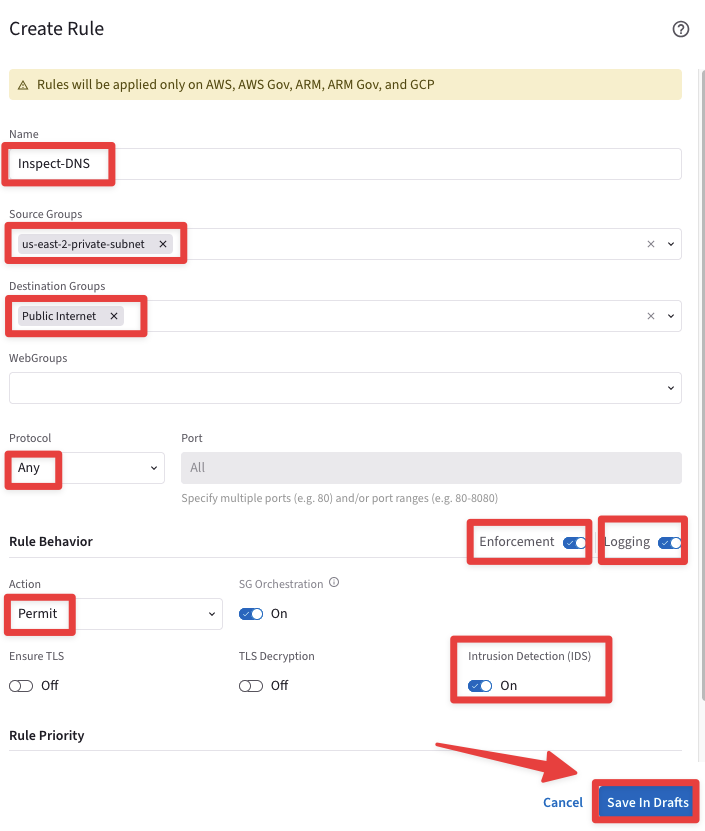 Create Rule
Rules will be applied only on AWS, AWS Gov, ARM, ARM Gov, and GCP
Name
Inspect-DNS
Source Groups
us-east-2-private-subnet
Destination Groups
Public Internet
WebGroups
Protocol Port
Any All
Specify multiple ports (e.g. 80) and/or port ranges (e.g. 80-8080)
Rule Behavior Enforcement Logging
Action SG Orchestration
Permit On
Ensure TLS TLS Decryption Intrusion Detection (IDS)
Off Off On
Rule Priority
Cancel Save In Drafts